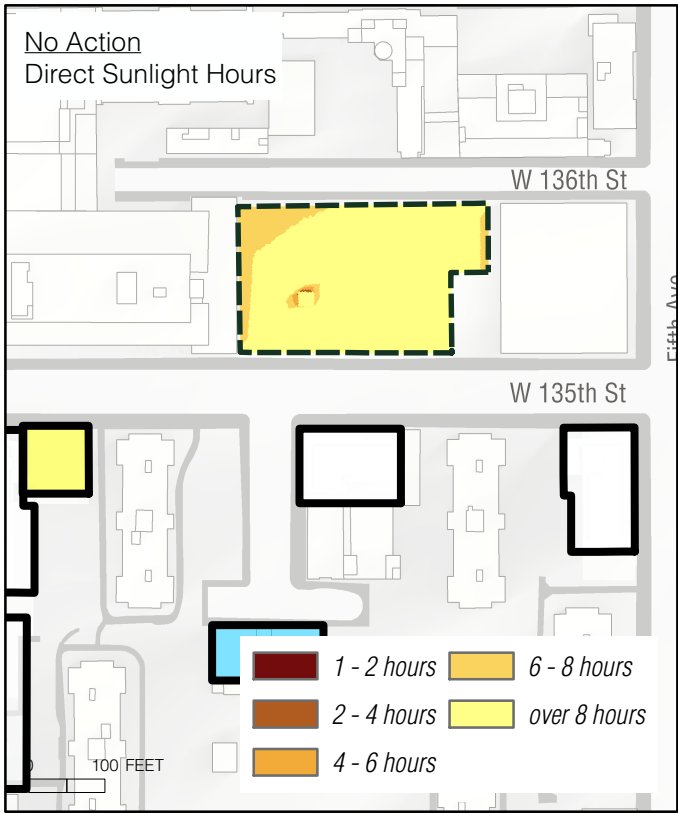 No Action
Direct Sunlight Hours
W 136th St
Fifth Ave
W 135th St
1 - 2 hours
6 - 8 hours
2 - 4 hours
over 8 hours
4 - 6 hours
100 FEET